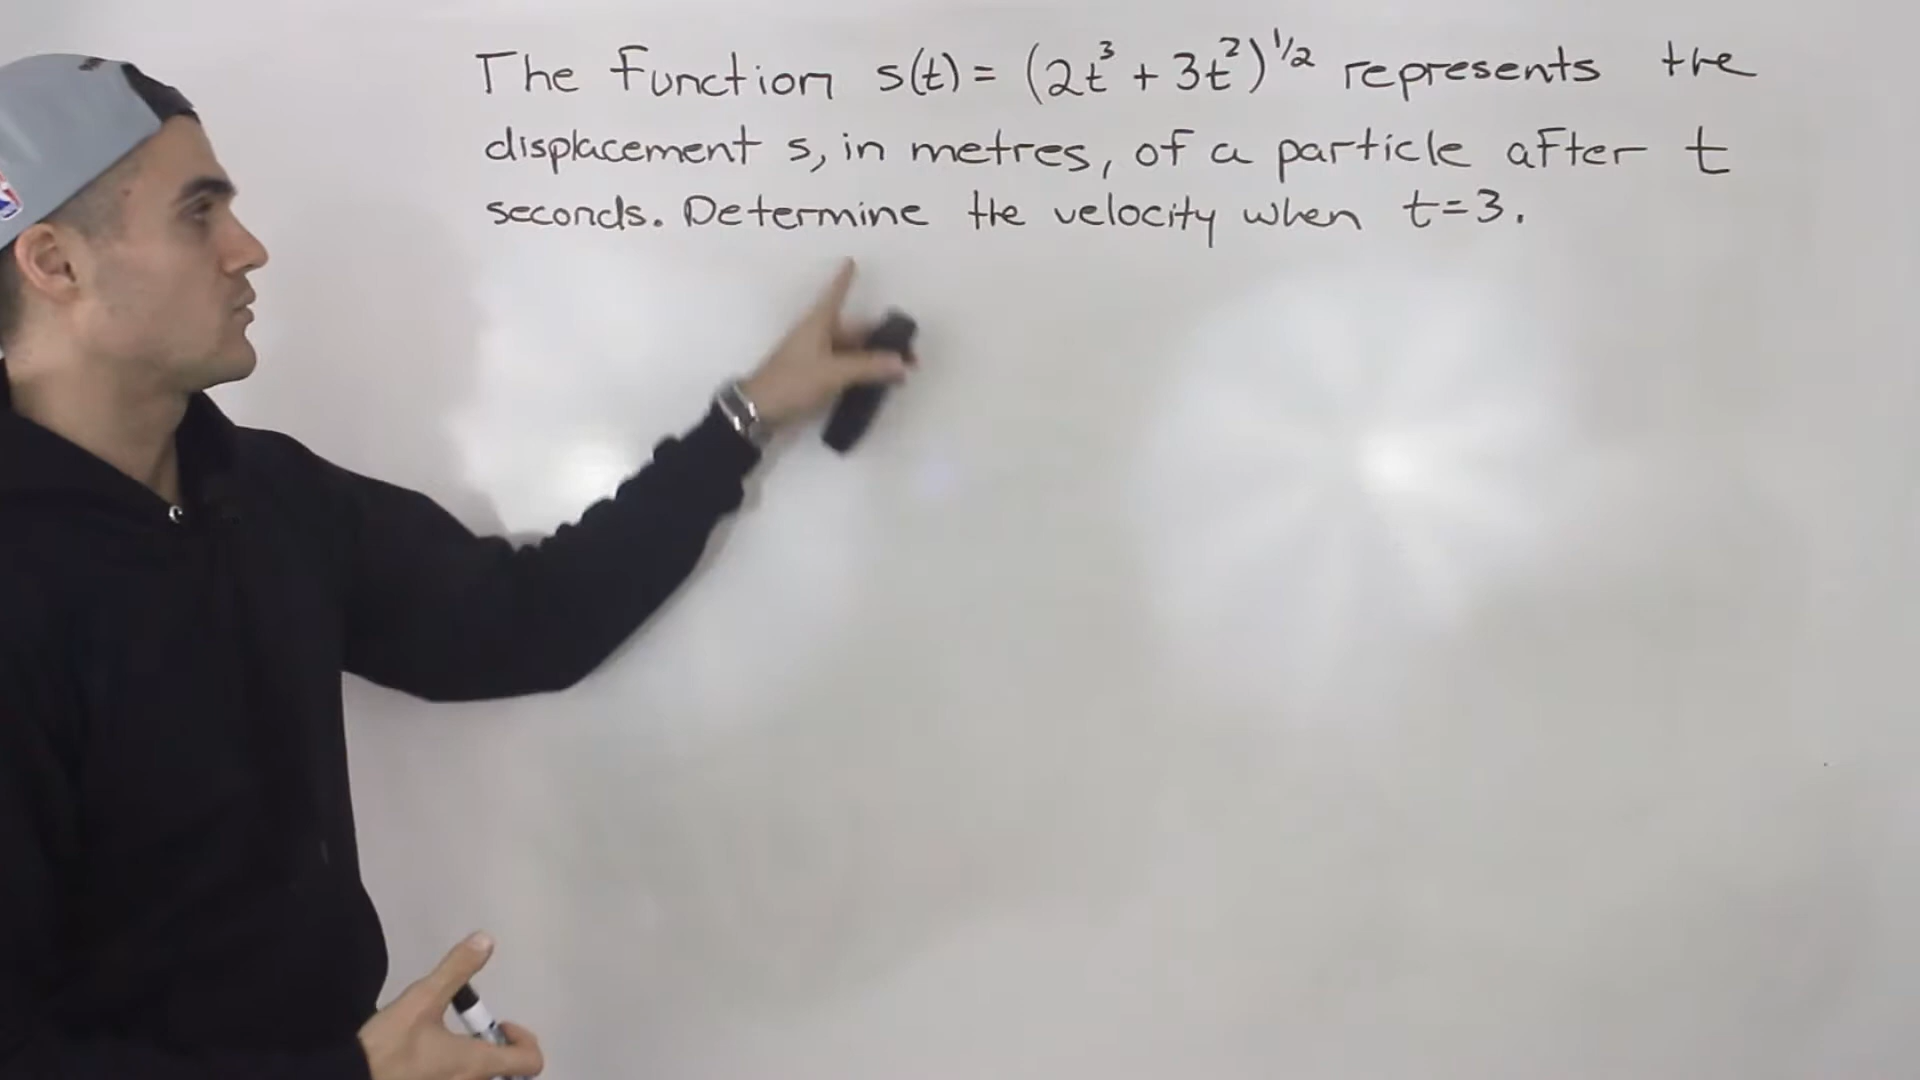 The function s(t) = (2t³ + 3t²)^1/2 represents the
displacement s, in metres, of a particle after t
seconds. Determine the velocity when t=3.